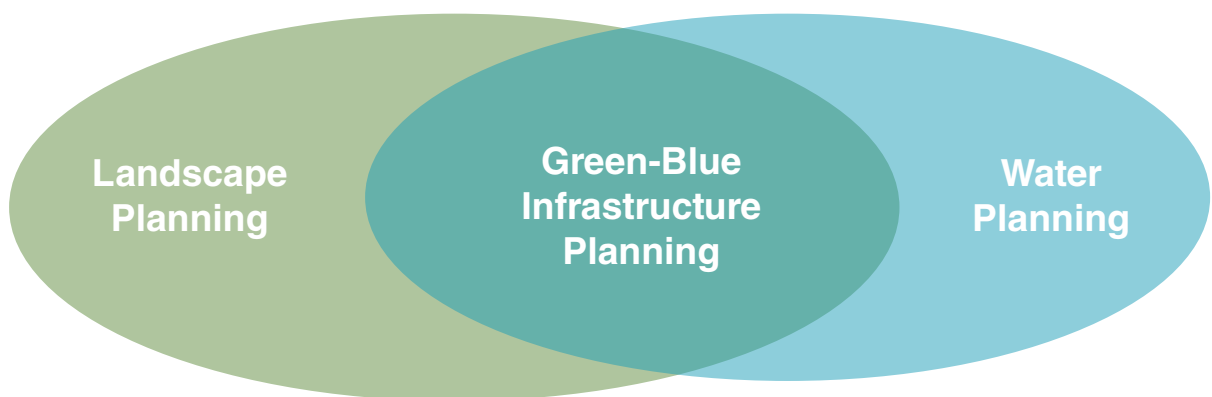 Landscape
Planning
Green-Blue
Infrastructure
Planning
Water
Planning